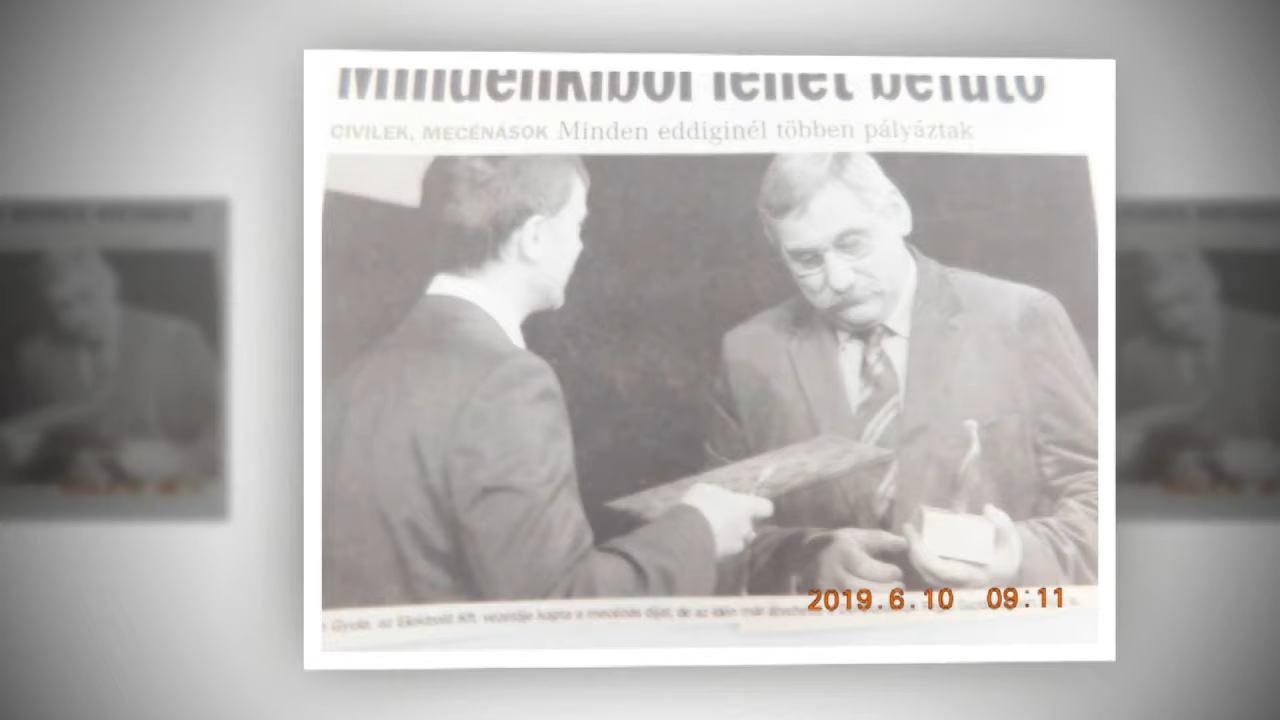 Mindenkiből lehet befutó
CIVILEK, MECÉNÁSOK Minden eddiginél többen pályáztak
Gyula, az Elektrolit Kft. vezetője kapta a mecénás díjat, de az idén már
2019.6.10 09:11